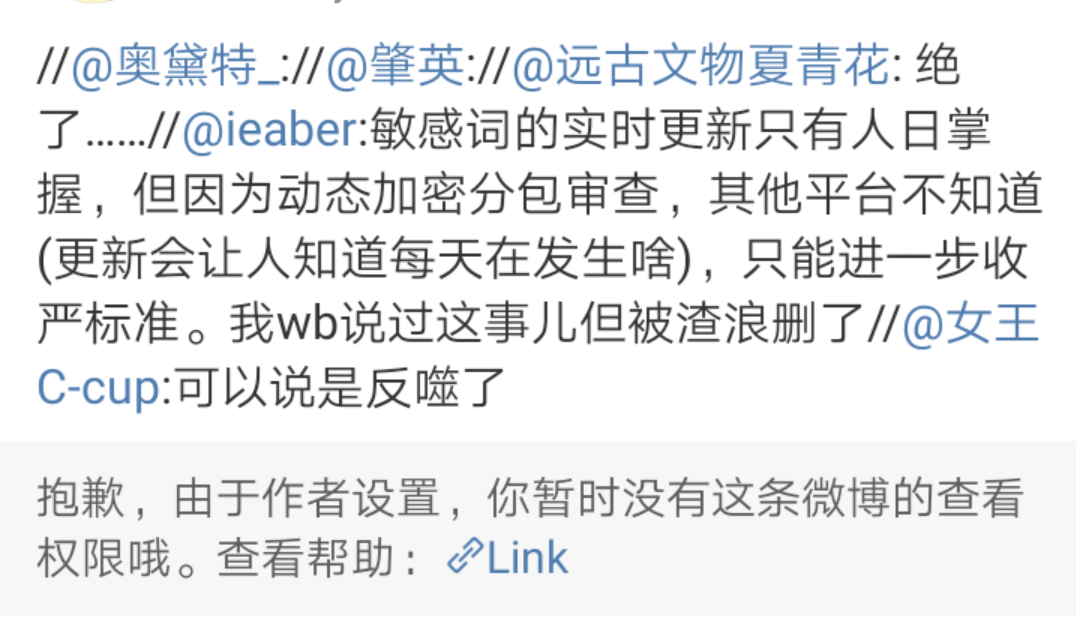 //@奥黛特_://@肇英://@远古文物夏青花: 绝
了……//@ieaber:敏感词的实时更新只有人日掌
握，但因为动态加密分包审查，其他平台不知道
(更新会让人知道每天在发生啥)，只能进一步收
严标准。我wb说过这事儿但被渣浪删了//@女王
C-cup:可以说是反噬了
抱歉，由于作者设置，你暂时没有这条微博的查看
权限哦。查看帮助： Link